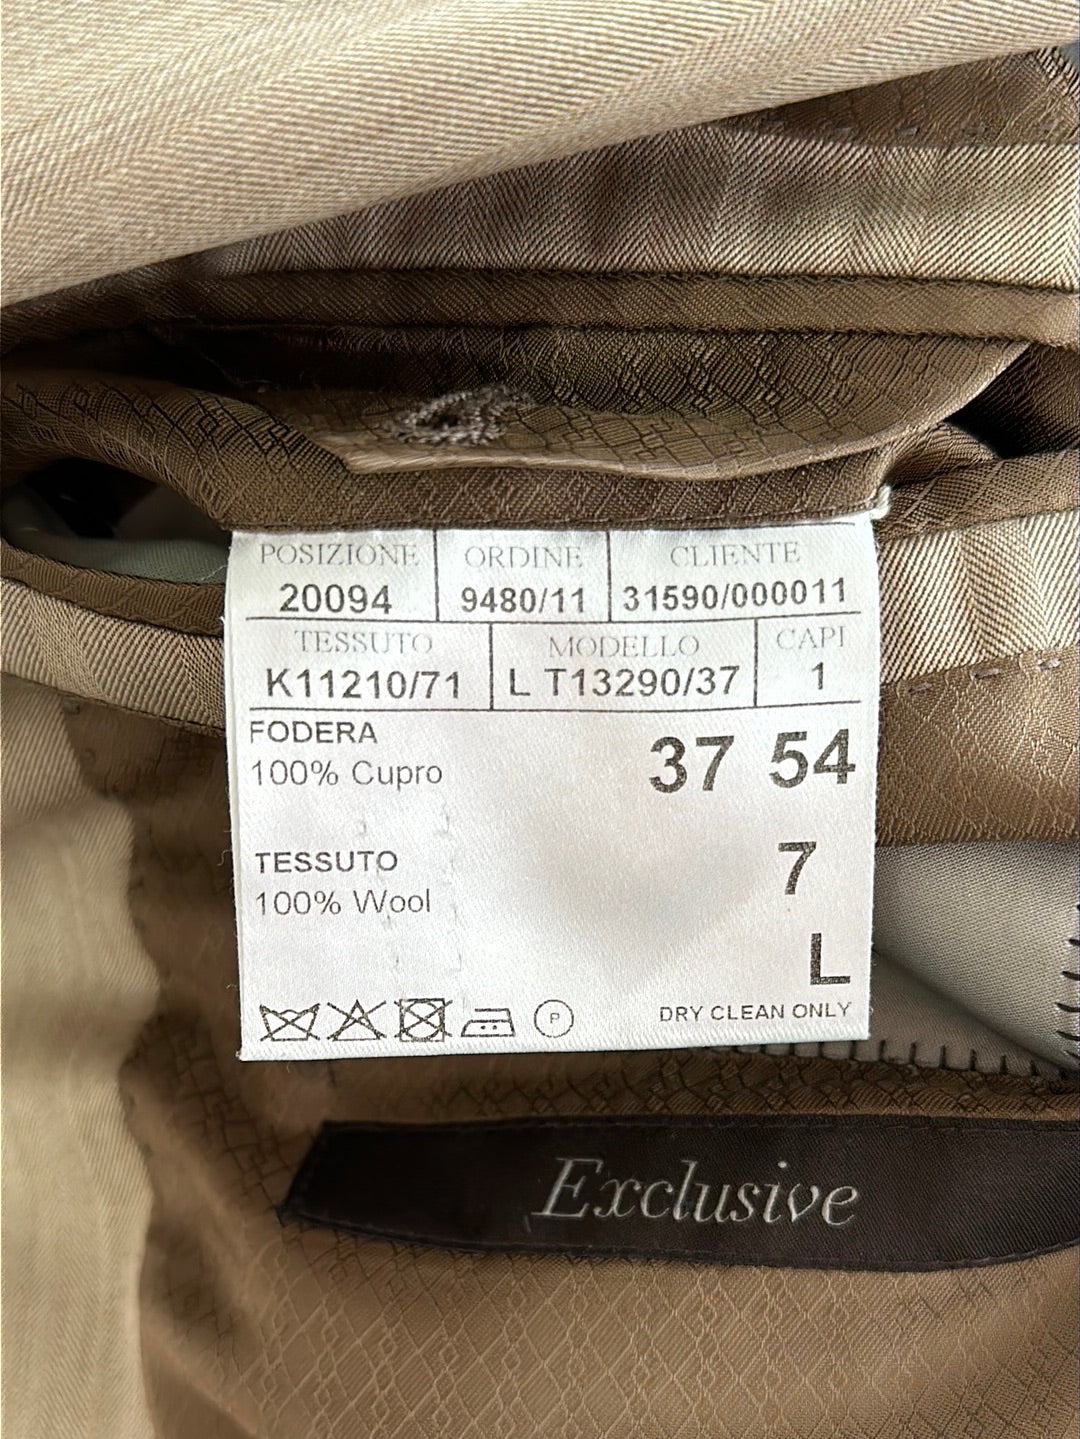 POSIZIONE ORDINE CLIENTE
20094 9480/11 31590/000011
TESSUTO MODELLO CAPI
K11210/71 L T13290/37 1
FODERA
100% Cupro
37 54
TESSUTO
100% Wool
7
L
P
DRY CLEAN ONLY
Exclusive